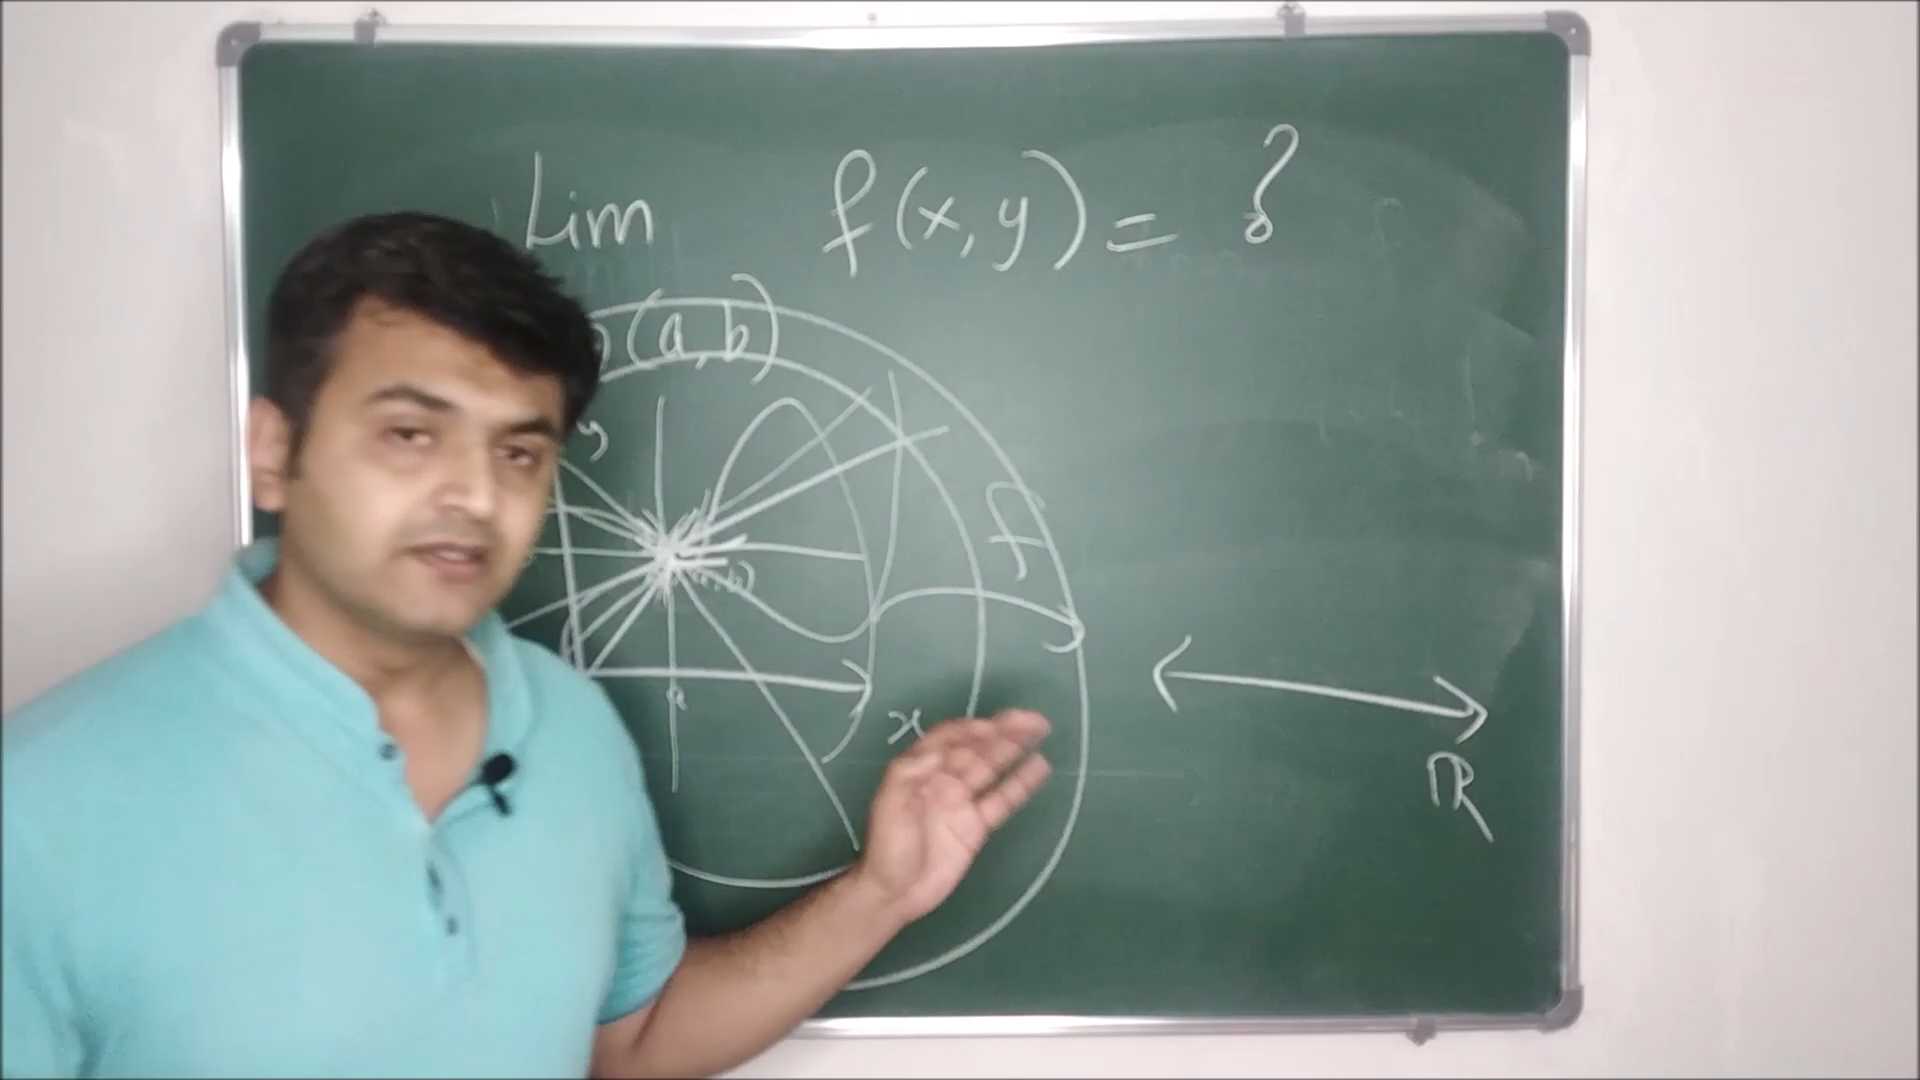 Lim f(x,y) = ?
(a,b)
y
f
a
x
R